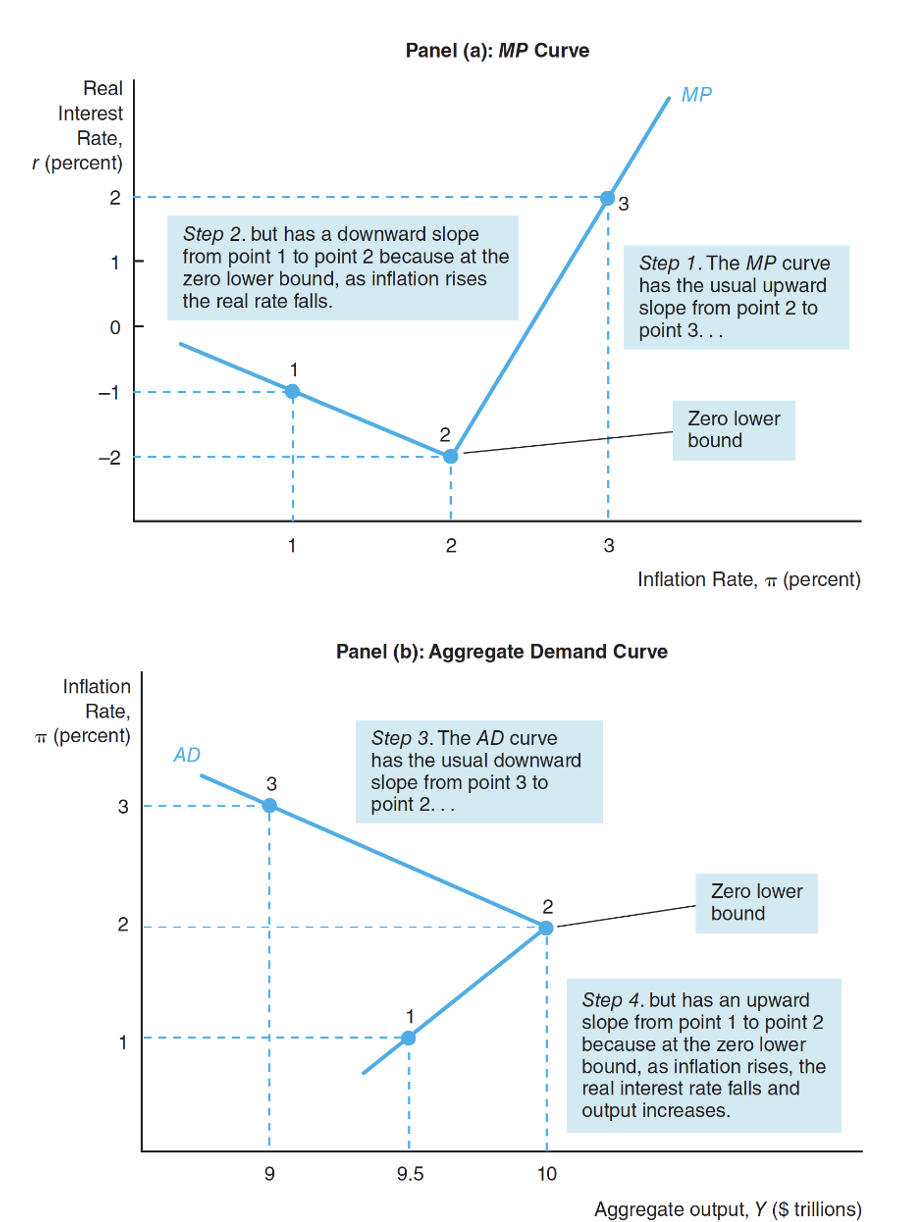 Panel (a): MP Curve
Real
Interest
Rate,
r (percent)
MP
2
3
Step 2. but has a downward slope
from point 1 to point 2 because at the
zero lower bound, as inflation rises
the real rate falls.
Step 1. The MP curve
has the usual upward
slope from point 2 to
point 3. . .
1
0
1
–1
Zero lower
bound
2
–2
1
2
3
Inflation Rate, π (percent)
Panel (b): Aggregate Demand Curve
Inflation
Rate,
π (percent)
AD
Step 3. The AD curve
has the usual downward
slope from point 3 to
point 2. . .
3
3
Zero lower
bound
2
2
Step 4. but has an upward
slope from point 1 to point 2
because at the zero lower
bound, as inflation rises, the
real interest rate falls and
output increases.
1
1
9
9.5
10
Aggregate output, Y ($ trillions)